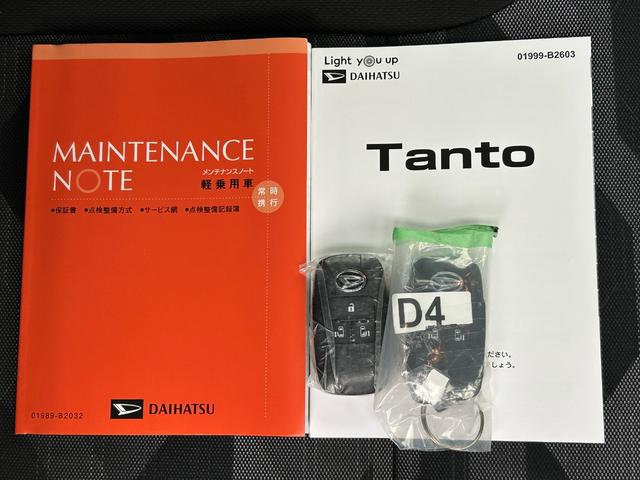 MAINTENANCE
NOTE
メンテナンスノート
軽乗用車
常時
携行
●保証書 ●点検整備方式 ●サービス網 ●点検整備記録簿
01989-B2032
DAIHATSU
Light you up
DAIHATSU
01999-B2603
Tanto
D4
ださい。
しょう。